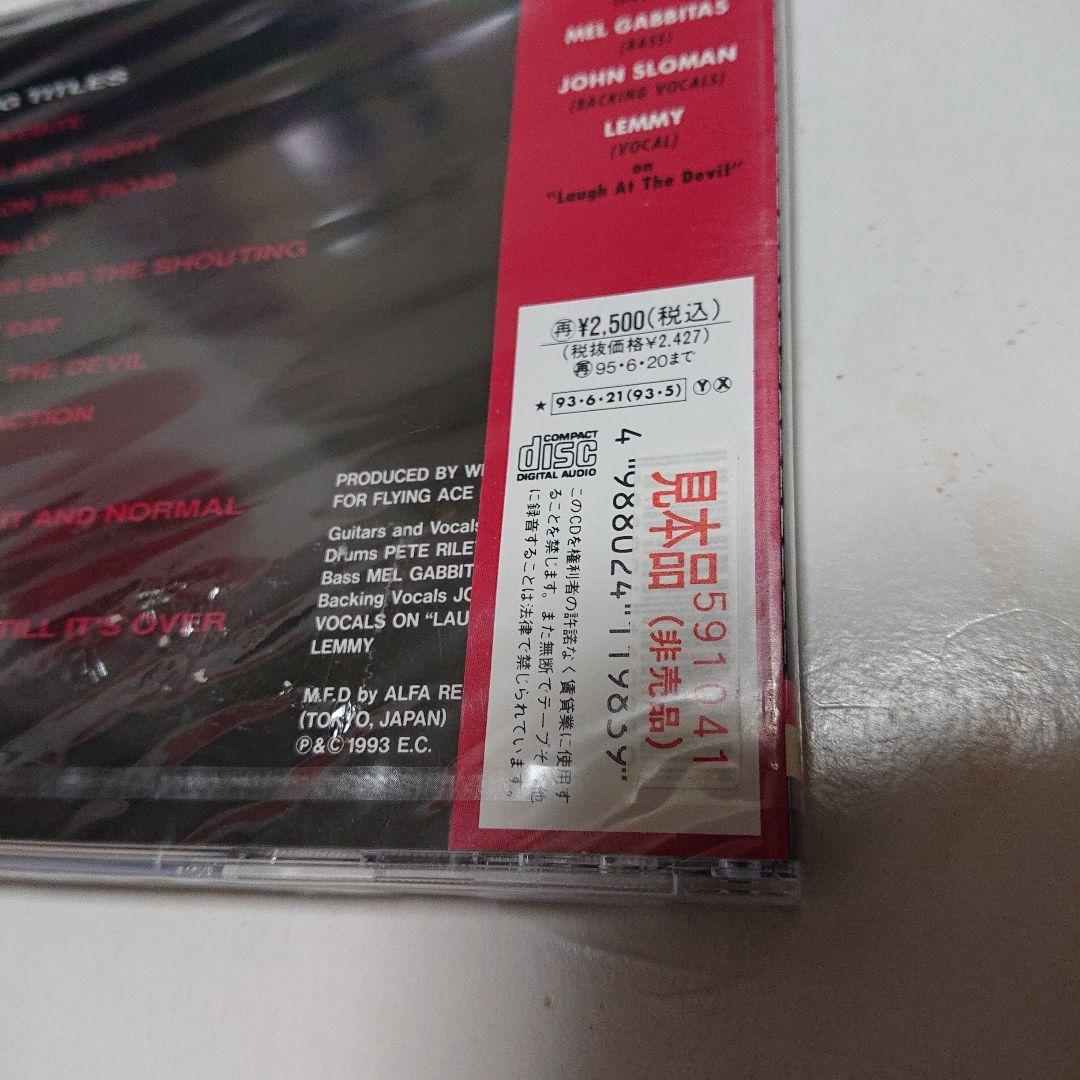 TITLES
RIGHT
ON THE ROAD
BAR THE SHOUTING
DAY
THE DEVIL
ACTION
AND NORMAL
TILL IT'S OVER
PRODUCED BY
FOR FLYING ACE
Guitars and Vocals
Drums PETE
Bass MEL
Backing Vocals
VOCALS ON
LEMMY
M.F.D by ALFA
(TOKYO, JAPAN)
Ⓟ&© 1993 E.C.
MEL GABBITAS
(BASS)
JOHN SLOMAN
(BACKING VOCALS)
LEMMY
(VOCAL)
on
"Laugh At The Devil"
再¥2,500(税込)
(税抜価格¥2,427)
再95・6・20まで
★ 93・6・21(93・5) Ⓨ Ⓧ
COMPACT
disc
DIGITAL AUDIO
このCDを権利者の許諾なく賃貸業に使用す
ることを禁じます。また無断でテープその他
に録音することは法律で禁じられています。
4 "988024"119859"
見本品(非売品)
591041